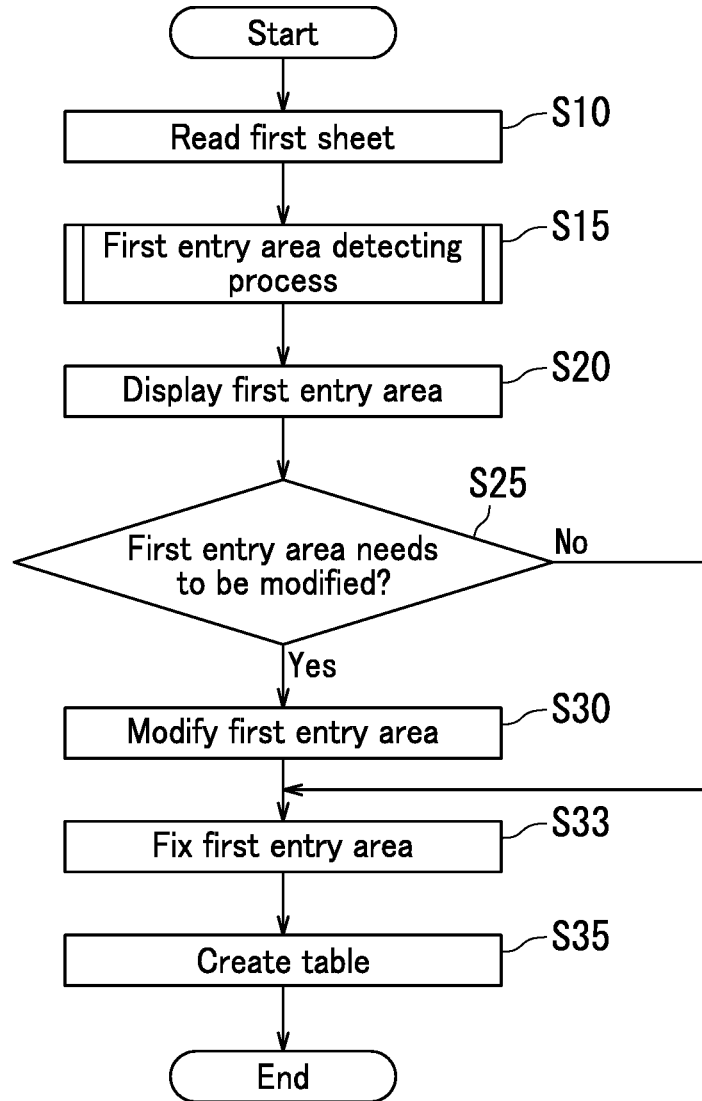 Start
Read first sheet
S10
First entry area detecting
process
S15
Display first entry area
S20
S25
First entry area needs
to be modified?
No
Yes
Modify first entry area
S30
Fix first entry area
S33
Create table
S35
End